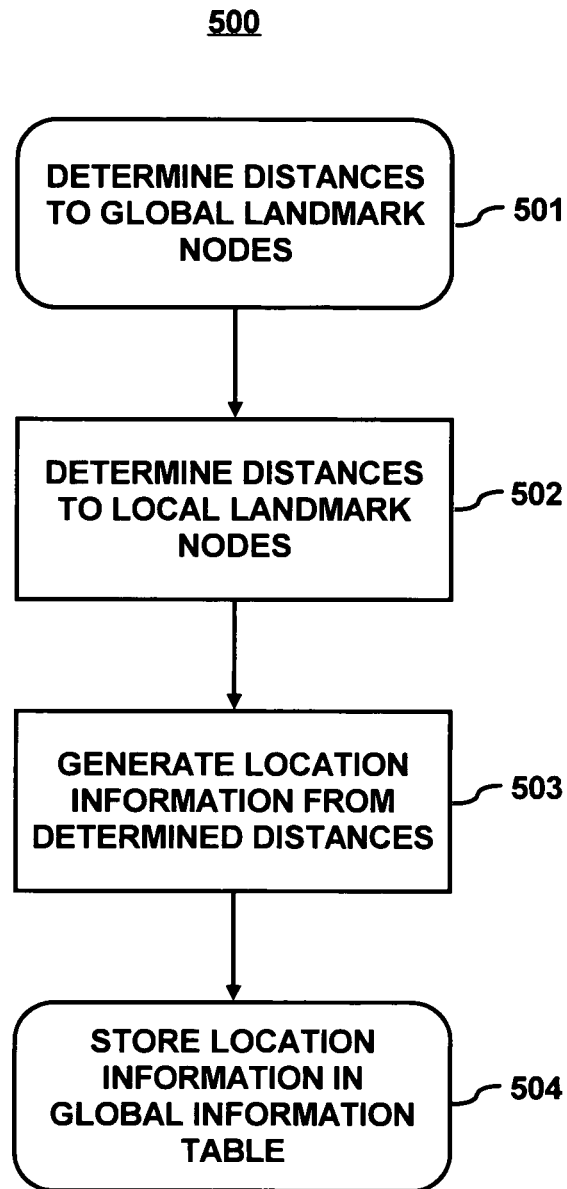 500
DETERMINE DISTANCES
TO GLOBAL LANDMARK
NODES
501
DETERMINE DISTANCES
TO LOCAL LANDMARK
NODES
502
GENERATE LOCATION
INFORMATION FROM
DETERMINED DISTANCES
503
STORE LOCATION
INFORMATION IN
GLOBAL INFORMATION
TABLE
504